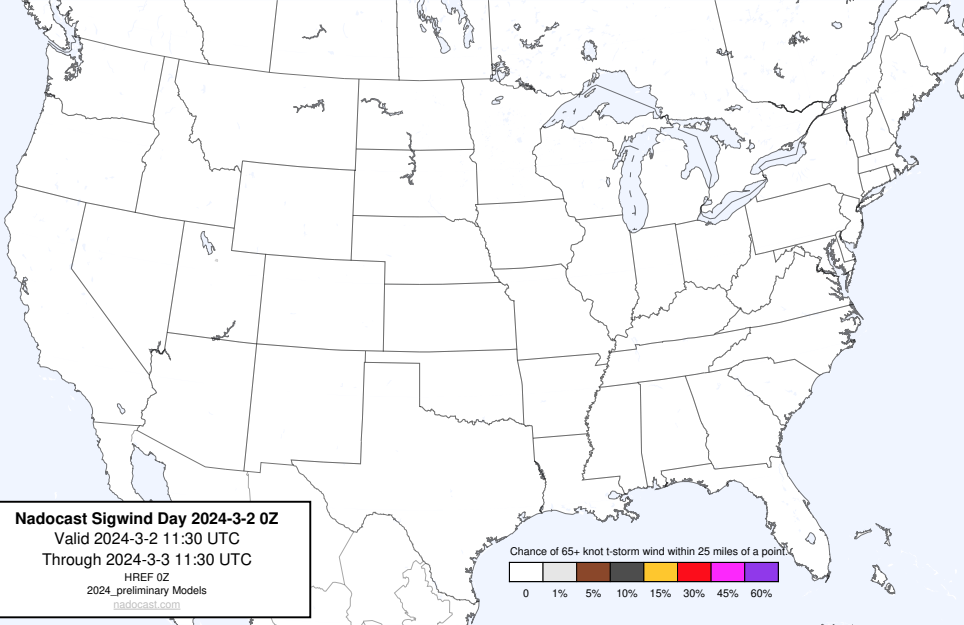 Nadocast Sigwind Day 2024-3-2 0Z
Valid 2024-3-2 11:30 UTC
Through 2024-3-3 11:30 UTC
HREF 0Z
2024_preliminary Models
nadocast.com
Chance of 65+ knot t-storm wind within 25 miles of a point.
0 1% 5% 10% 15% 30% 45% 60%